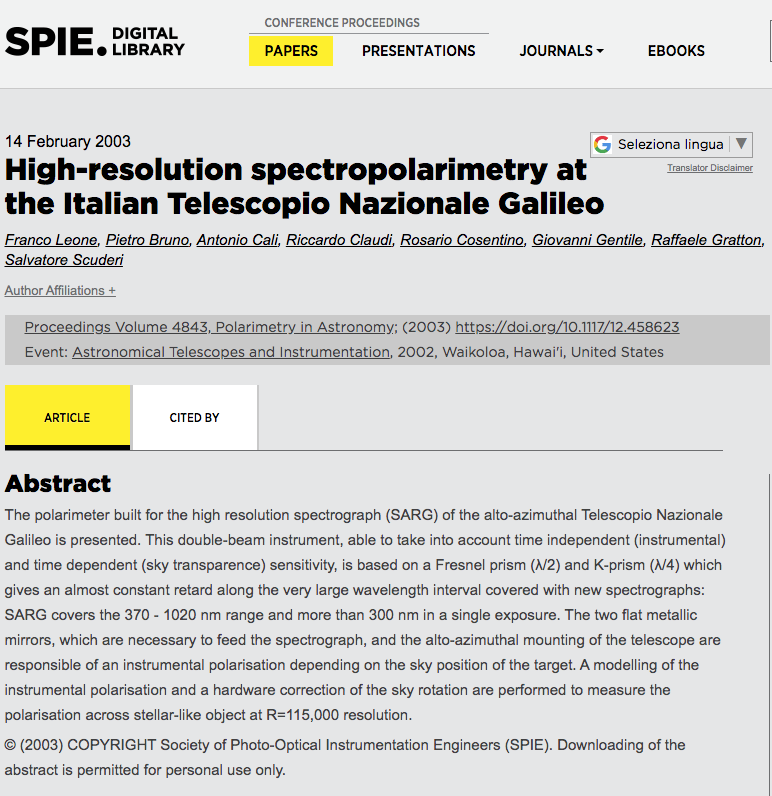 CONFERENCE PROCEEDINGS
SPIE. DIGITAL LIBRARY
PAPERS PRESENTATIONS JOURNALS EBOOKS
14 February 2003
Seleziona lingua
Translator Disclaimer
High-resolution spectropolarimetry at
the Italian Telescopio Nazionale Galileo
Franco Leone, Pietro Bruno, Antonio Cali, Riccardo Claudi, Rosario Cosentino, Giovanni Gentile, Raffaele Gratton,
Salvatore Scuderi
Author Affiliations +
Proceedings Volume 4843, Polarimetry in Astronomy; (2003) https://doi.org/10.1117/12.458623
Event: Astronomical Telescopes and Instrumentation, 2002, Waikoloa, Hawai'i, United States
ARTICLE CITED BY
Abstract
The polarimeter built for the high resolution spectrograph (SARG) of the alto-azimuthal Telescopio Nazionale
Galileo is presented. This double-beam instrument, able to take into account time independent (instrumental)
and time dependent (sky transparence) sensitivity, is based on a Fresnel prism (λ/2) and K-prism (λ/4) which
gives an almost constant retard along the very large wavelength interval covered with new spectrographs:
SARG covers the 370 - 1020 nm range and more than 300 nm in a single exposure. The two flat metallic
mirrors, which are necessary to feed the spectrograph, and the alto-azimuthal mounting of the telescope are
responsible of an instrumental polarisation depending on the sky position of the target. A modelling of the
instrumental polarisation and a hardware correction of the sky rotation are performed to measure the
polarisation across stellar-like object at R=115,000 resolution.
© (2003) COPYRIGHT Society of Photo-Optical Instrumentation Engineers (SPIE). Downloading of the
abstract is permitted for personal use only.